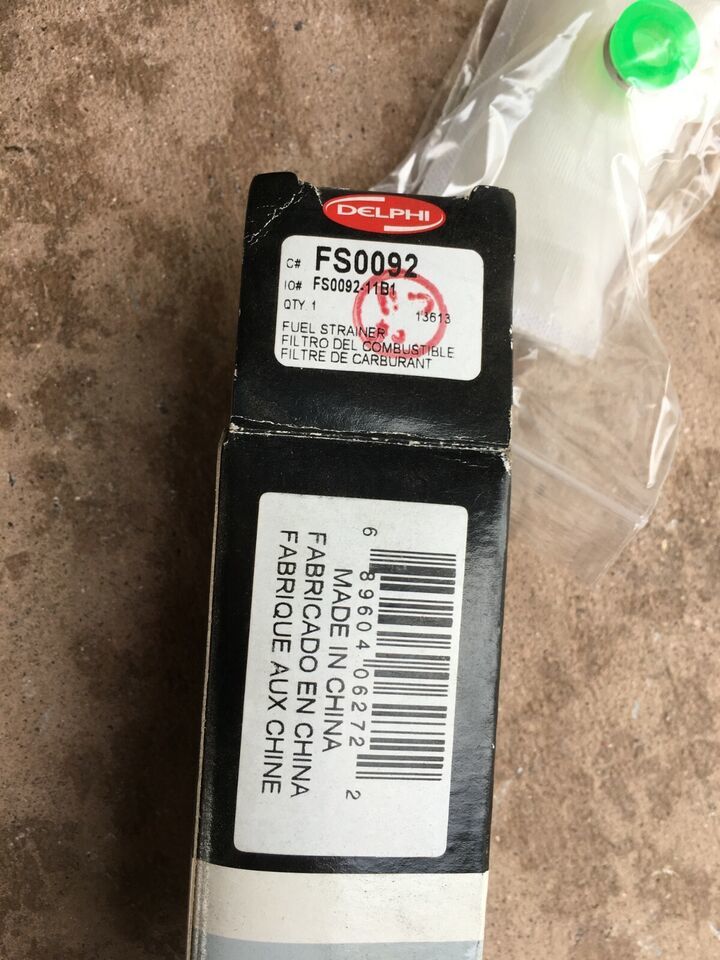 DELPHI
C# FS0092
IO# FS0092-11B1
QTY. 1 13613
FUEL STRAINER
FILTRO DEL COMBUSTIBLE
FILTRE DE CARBURANT
6 89604 06272 2
MADE IN CHINA
FABRICADO EN CHINA
FABRIQUE AUX CHINE